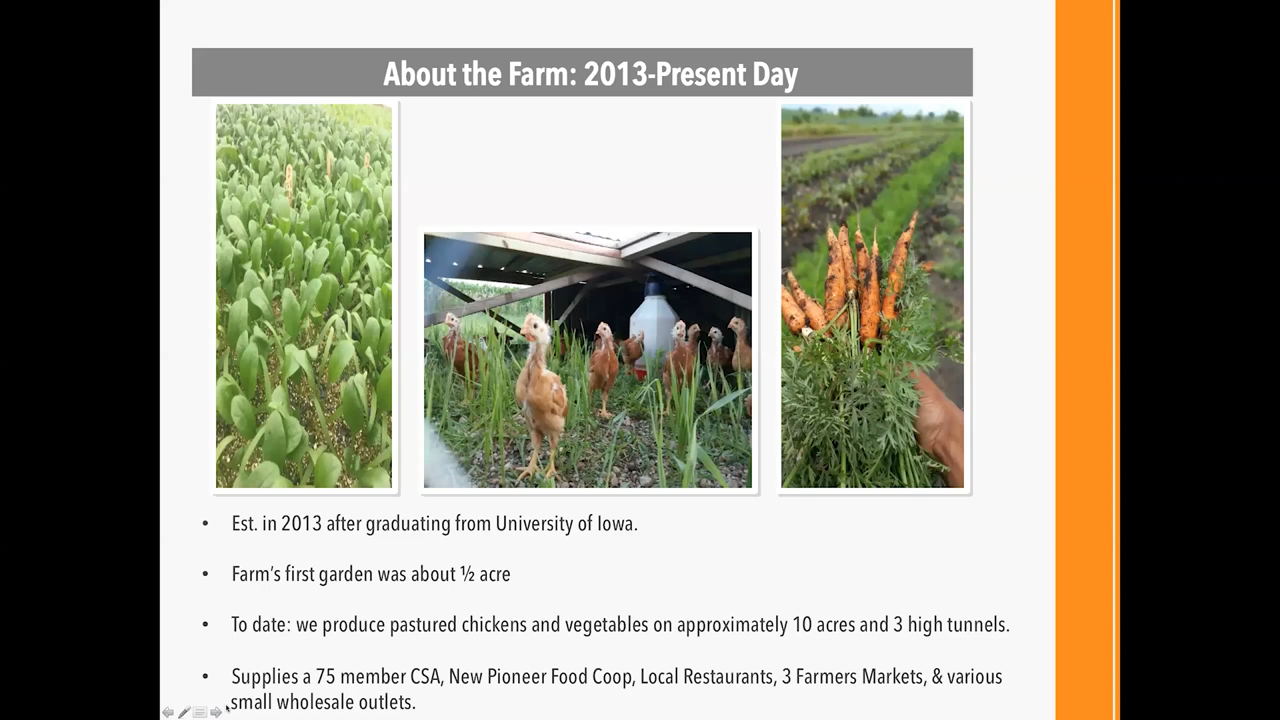 About the Farm: 2013-Present Day
• Est. in 2013 after graduating from University of Iowa.
• Farm’s first garden was about ½ acre
• To date: we produce pastured chickens and vegetables on approximately 10 acres and 3 high tunnels.
• Supplies a 75 member CSA, New Pioneer Food Coop, Local Restaurants, 3 Farmers Markets, & various
small wholesale outlets.